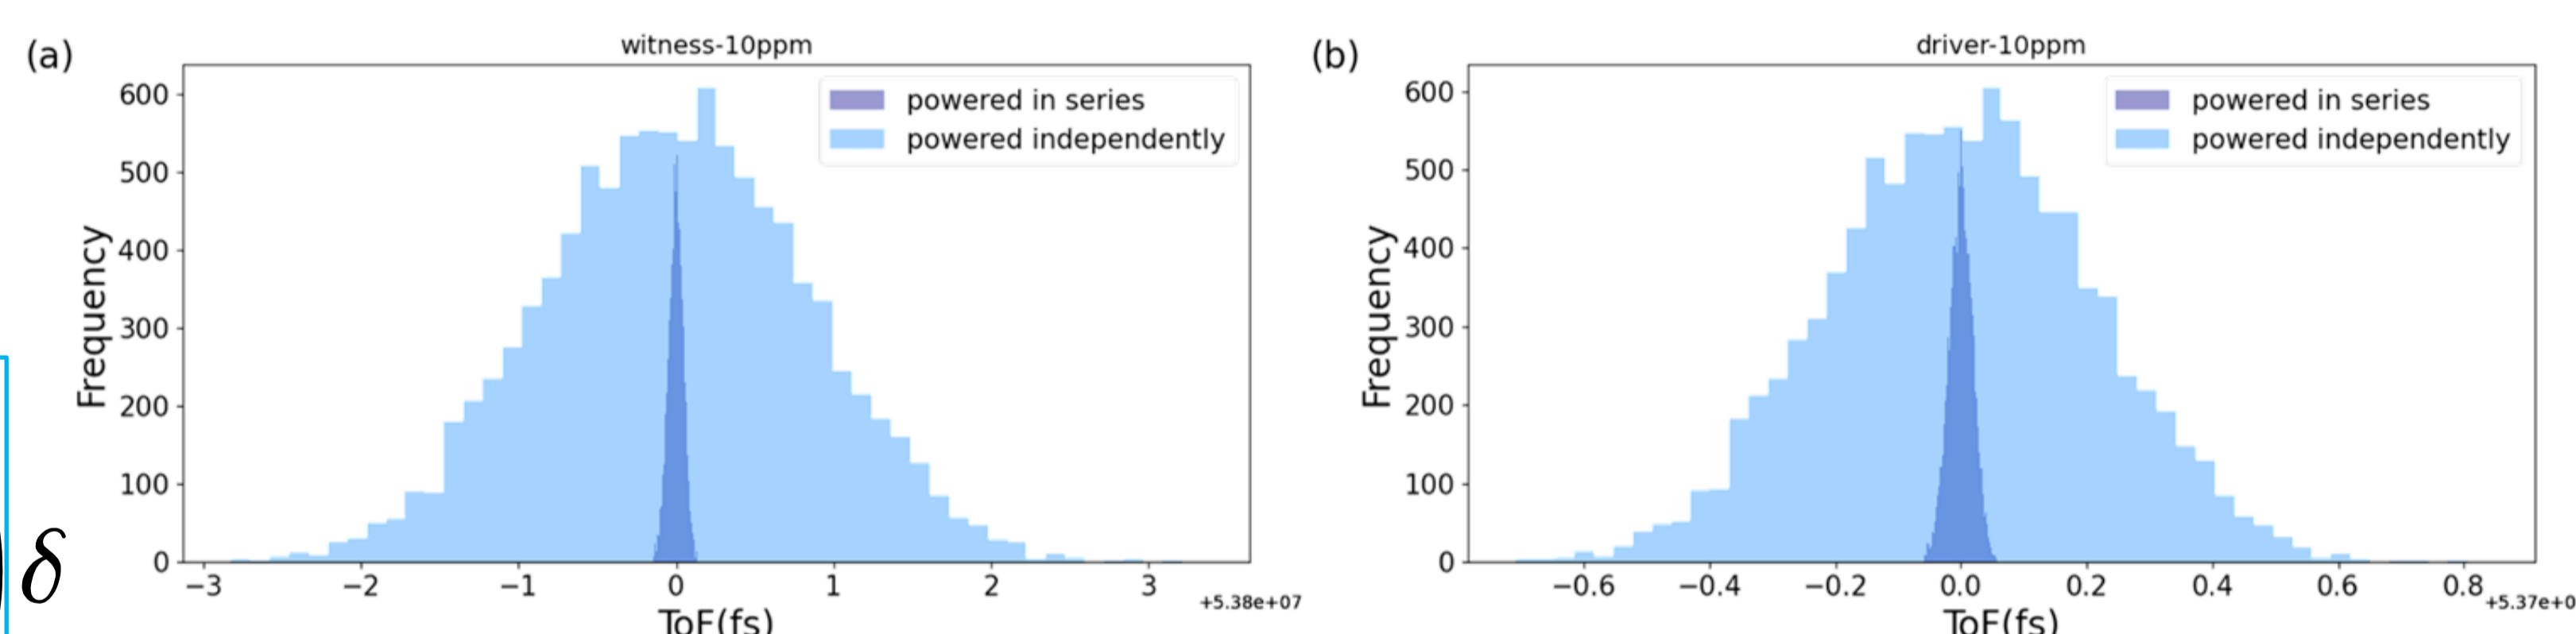 (a)
witness-10ppm
powered in series
powered independently
Frequency
600
500
400
300
200
100
0
−3 −2 −1 0 1 2 3
+5.38e+07
ToF(fs)
δ
(b)
driver-10ppm
powered in series
powered independently
Frequency
600
500
400
300
200
100
0
−0.6 −0.4 −0.2 0.0 0.2 0.4 0.6 0.8
+5.37e+0
ToF(fs)